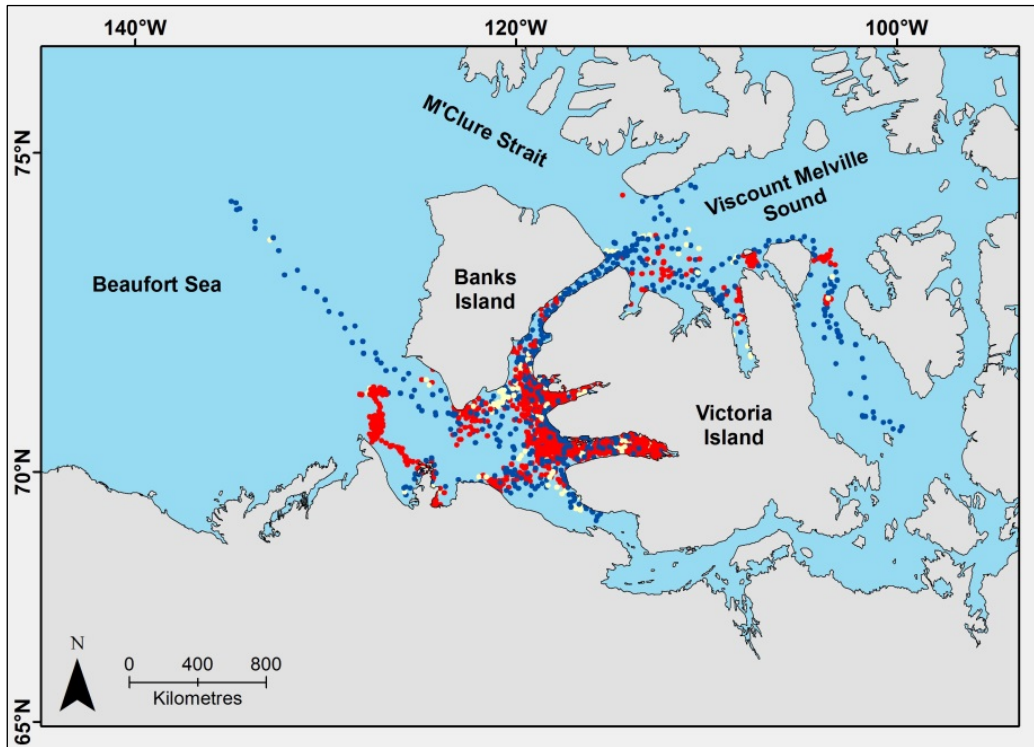 140°W
120°W
100°W
75°N
M'Clure Strait
Viscount Melville
Sound
Beaufort Sea
Banks
Island
Victoria
Island
70°N
N
0
400
800
Kilometres
65°N